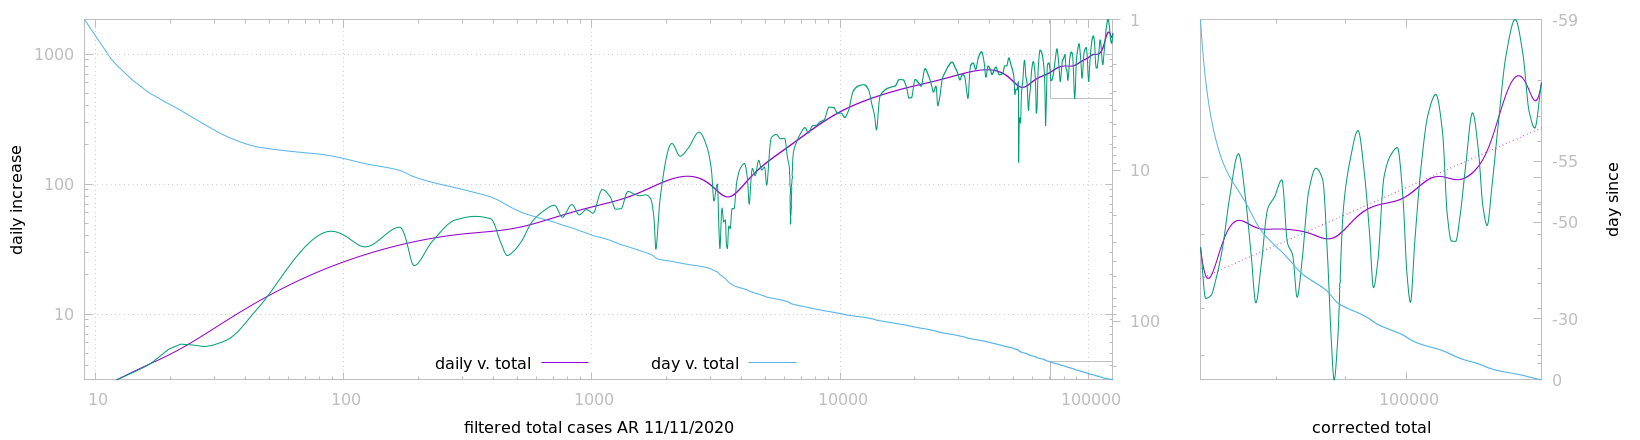 1000
100
10
daily increase
10
100
1000
10000
100000
filtered total cases AR 11/11/2020
daily v. total
day v. total
1
10
100
100000
corrected total
-59
-55
-50
-30
0
day since